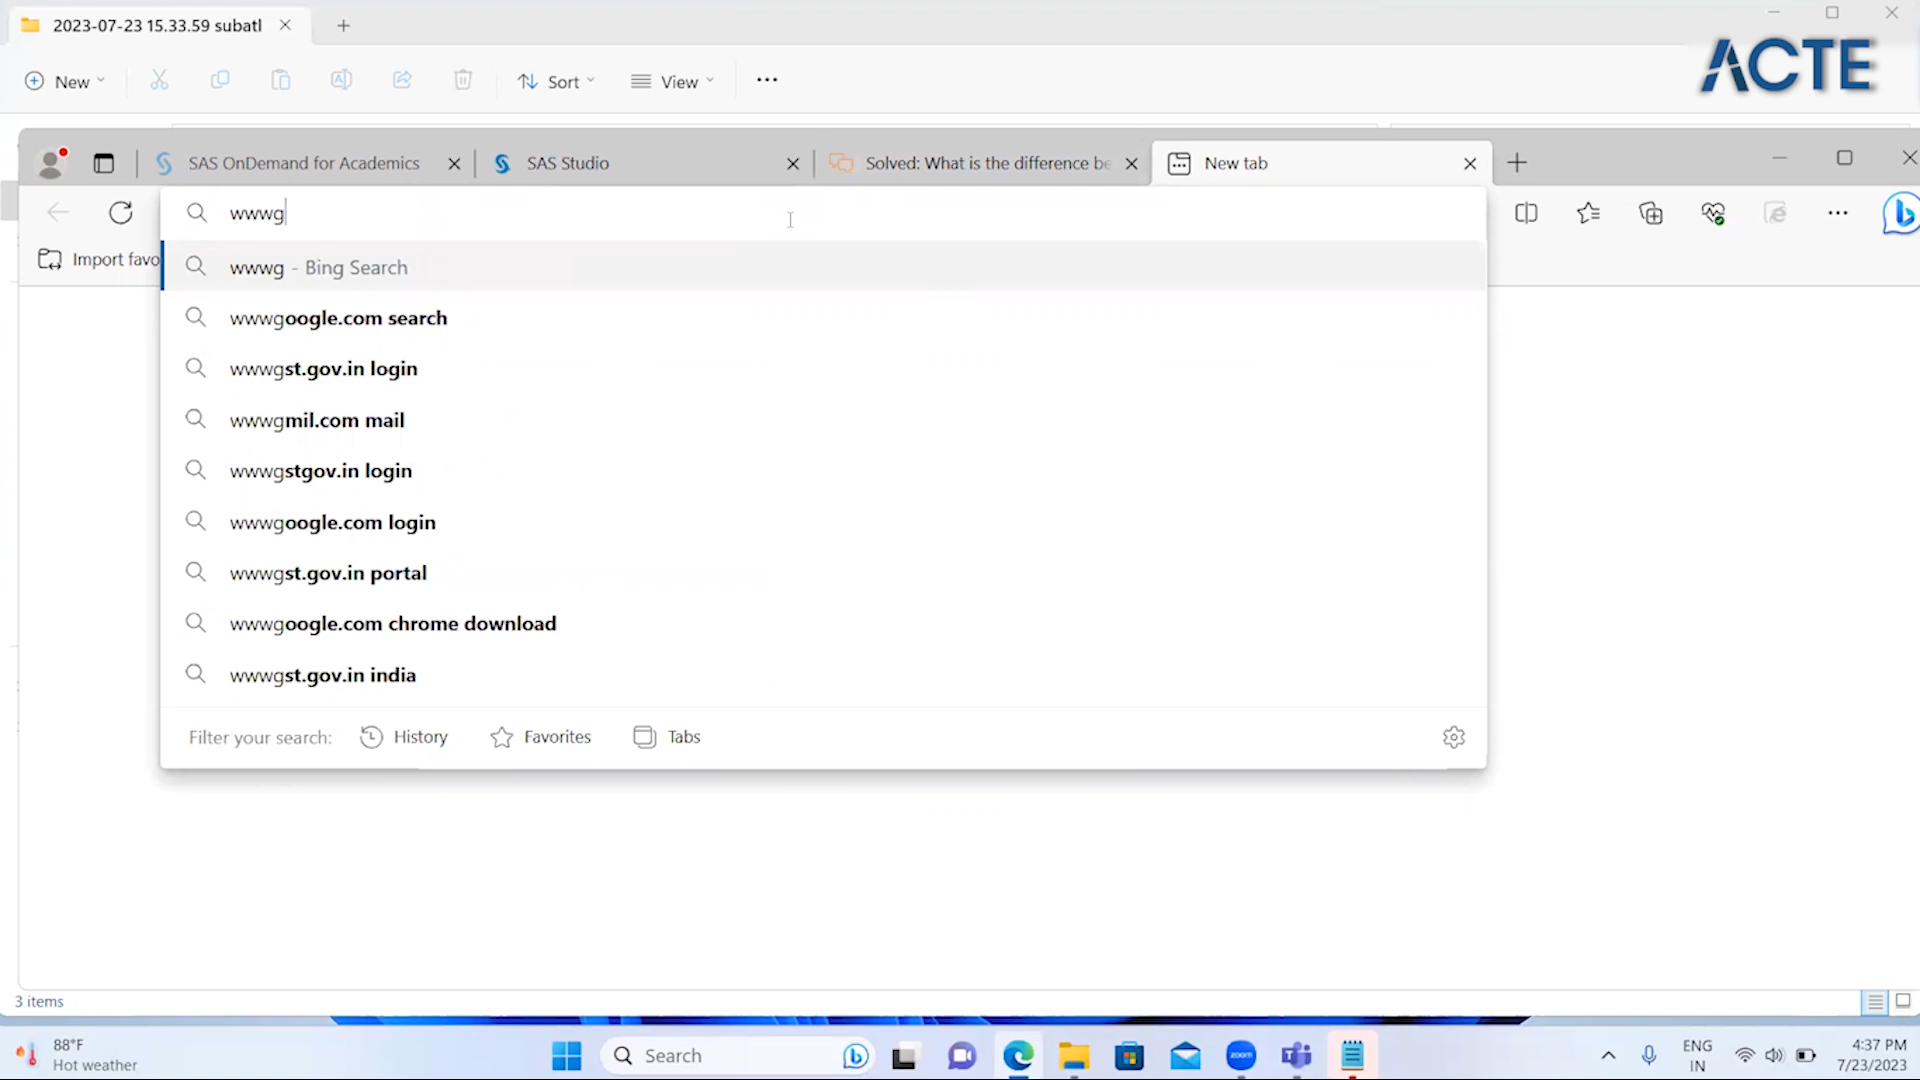 2023-07-23 15.33.59 subatl
New
Sort
View
ACTE
SAS OnDemand for Academics
SAS Studio
Solved: What is the difference be
New tab
wwwg
Import favo
wwwg - Bing Search
wwwgoogle.com search
wwwgst.gov.in login
wwwgmil.com mail
wwwgstgov.in login
wwwgoogle.com login
wwwgst.gov.in portal
wwwgoogle.com chrome download
wwwgst.gov.in india
Filter your search:
History
Favorites
Tabs
3 items
88°F
Hot weather
Search
zoom
ENG
IN
4:37 PM
7/23/2023